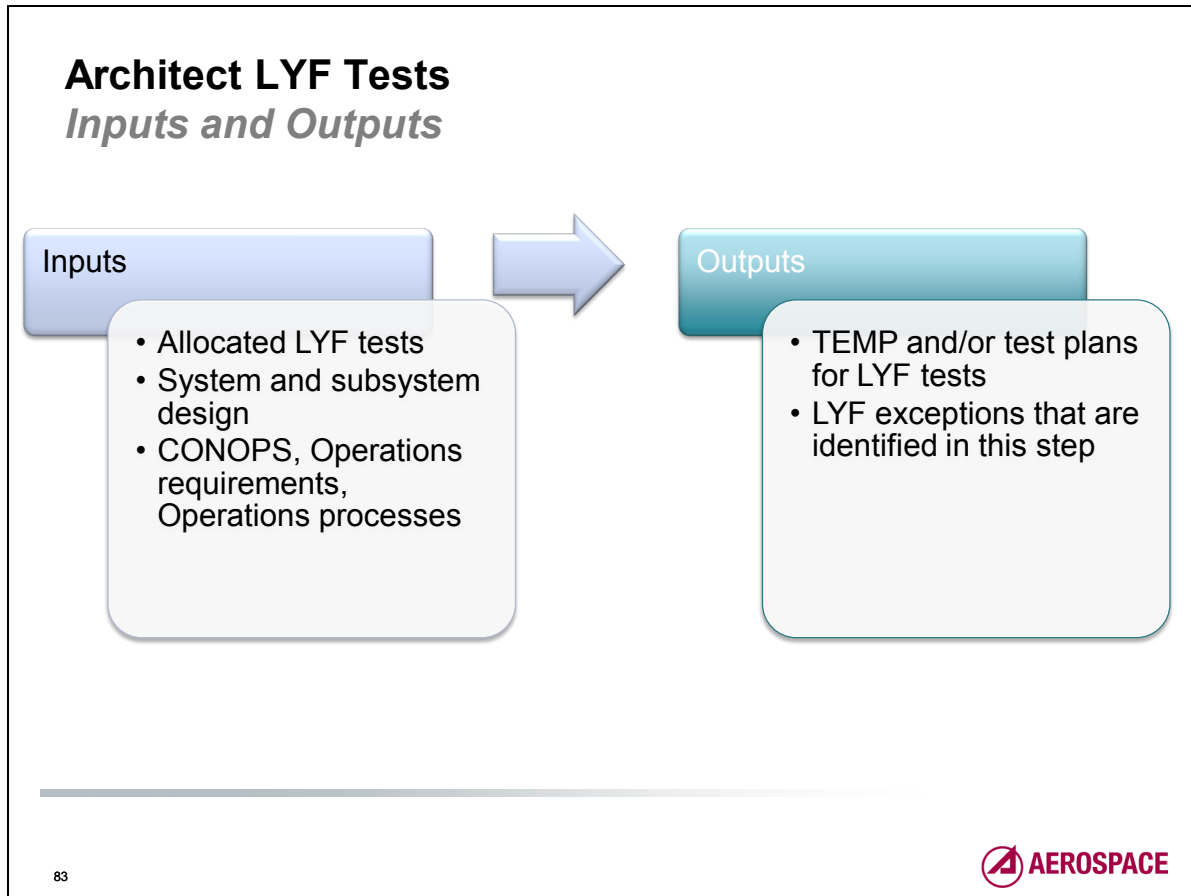 Architect LYF Tests
Inputs and Outputs
Inputs
• Allocated LYF tests
• System and subsystem
design
• CONOPS, Operations
requirements,
Operations processes
Outputs
• TEMP and/or test plans
for LYF tests
• LYF exceptions that are
identified in this step
83
AEROSPACE